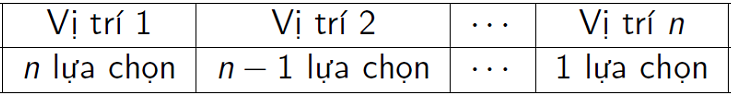 Vị trí 1 Vị trí 2 ⋯ Vị trí n
n lựa chọn n − 1 lựa chọn ⋯ 1 lựa chọn